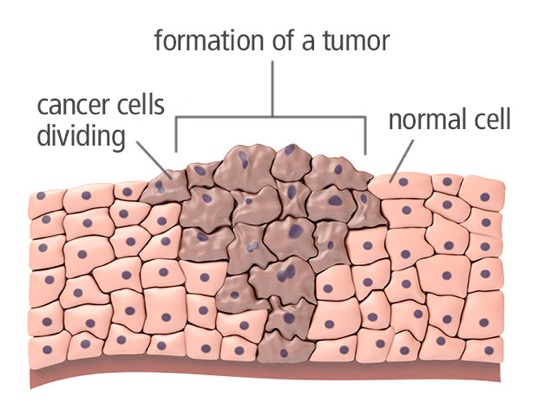 formation of a tumor
cancer cells
dividing
normal cell